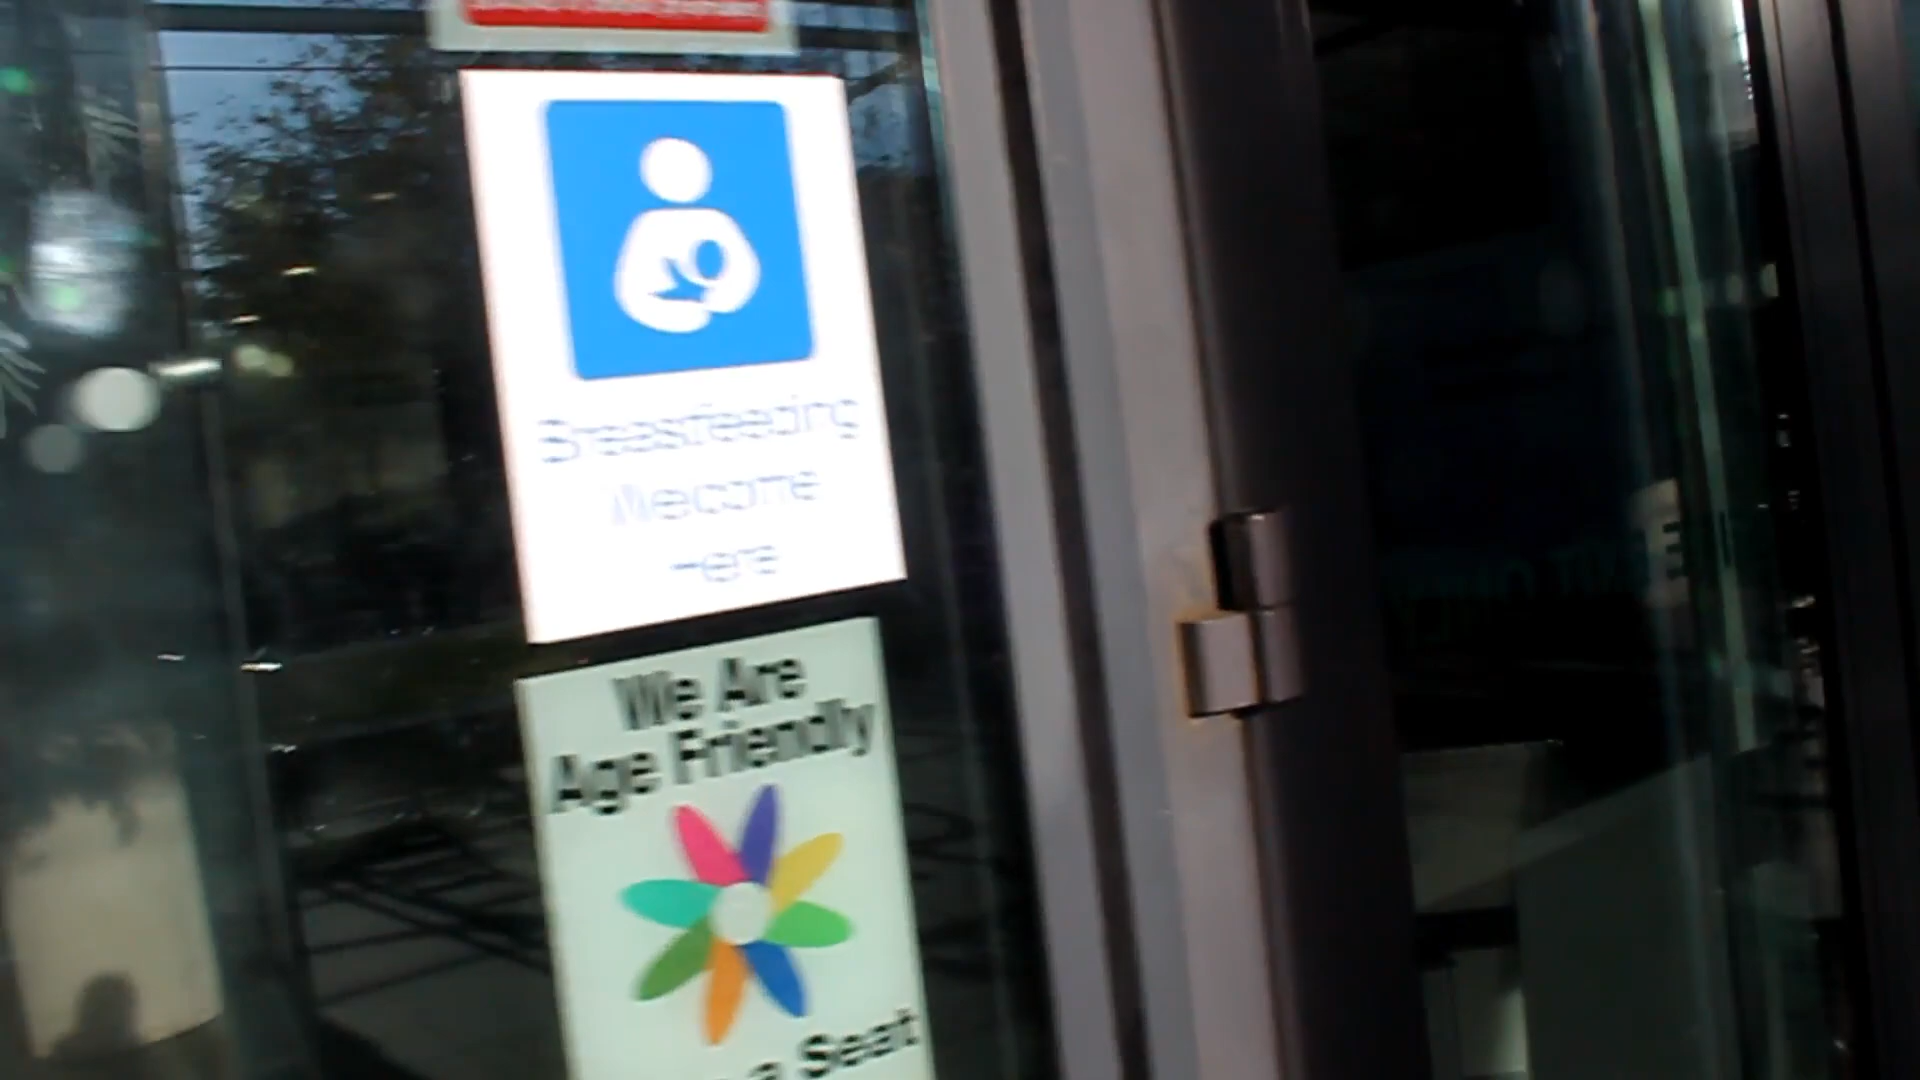 Breastfeeding
Welcome
Here
We Are
Age Friendly
a Seat